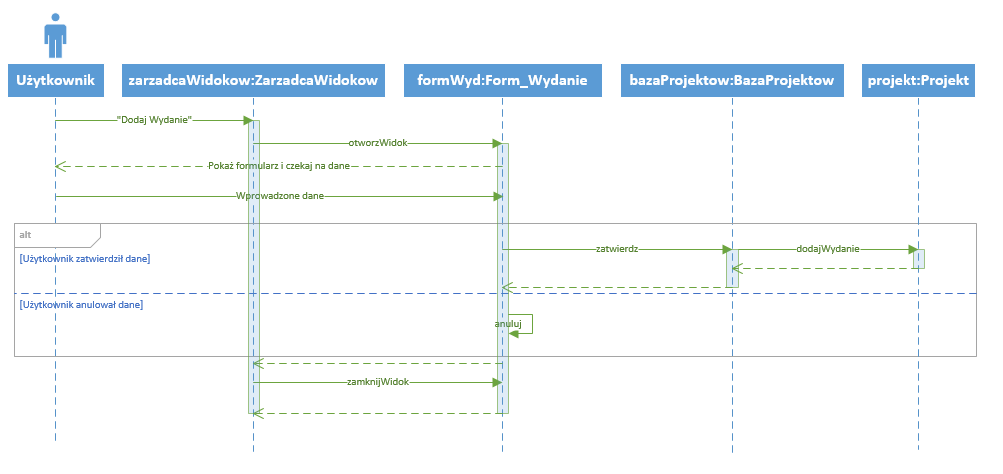 Użytkownik
zarzadcaWidokow:ZarzadcaWidokow
formWyd:Form_Wydanie
bazaProjektow:BazaProjektow
projekt:Projekt
"Dodaj Wydanie"
otworzWidok
Pokaż formularz i czekaj na dane
Wprowadzone dane
alt
zatwierdz
dodajWydanie
[Użytkownik zatwierdził dane]
[Użytkownik anulował dane]
anuluj
zamknijWidok